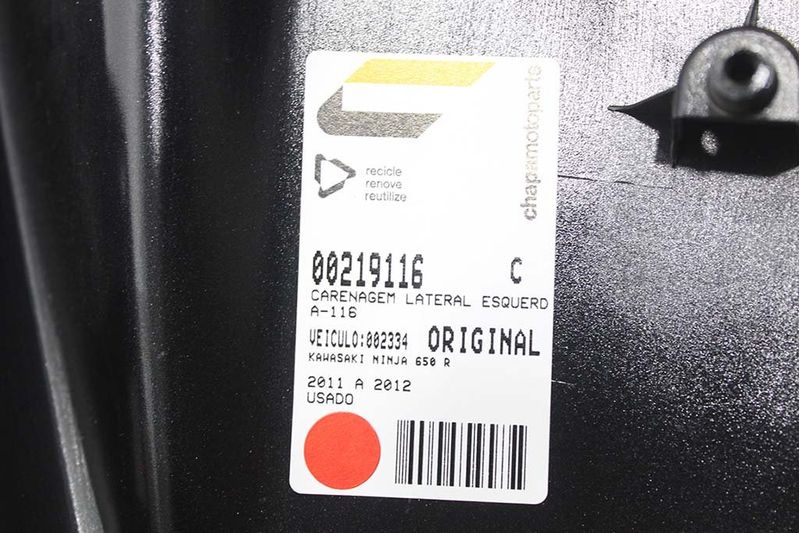 chapamotoparts
recicle
renove
reutilize
00219116 C
CARENAGEM LATERAL ESQUERD
A-116
VEICULO:002334 ORIGINAL
KAWASAKI NINJA 650 R
2011 A 2012
USADO